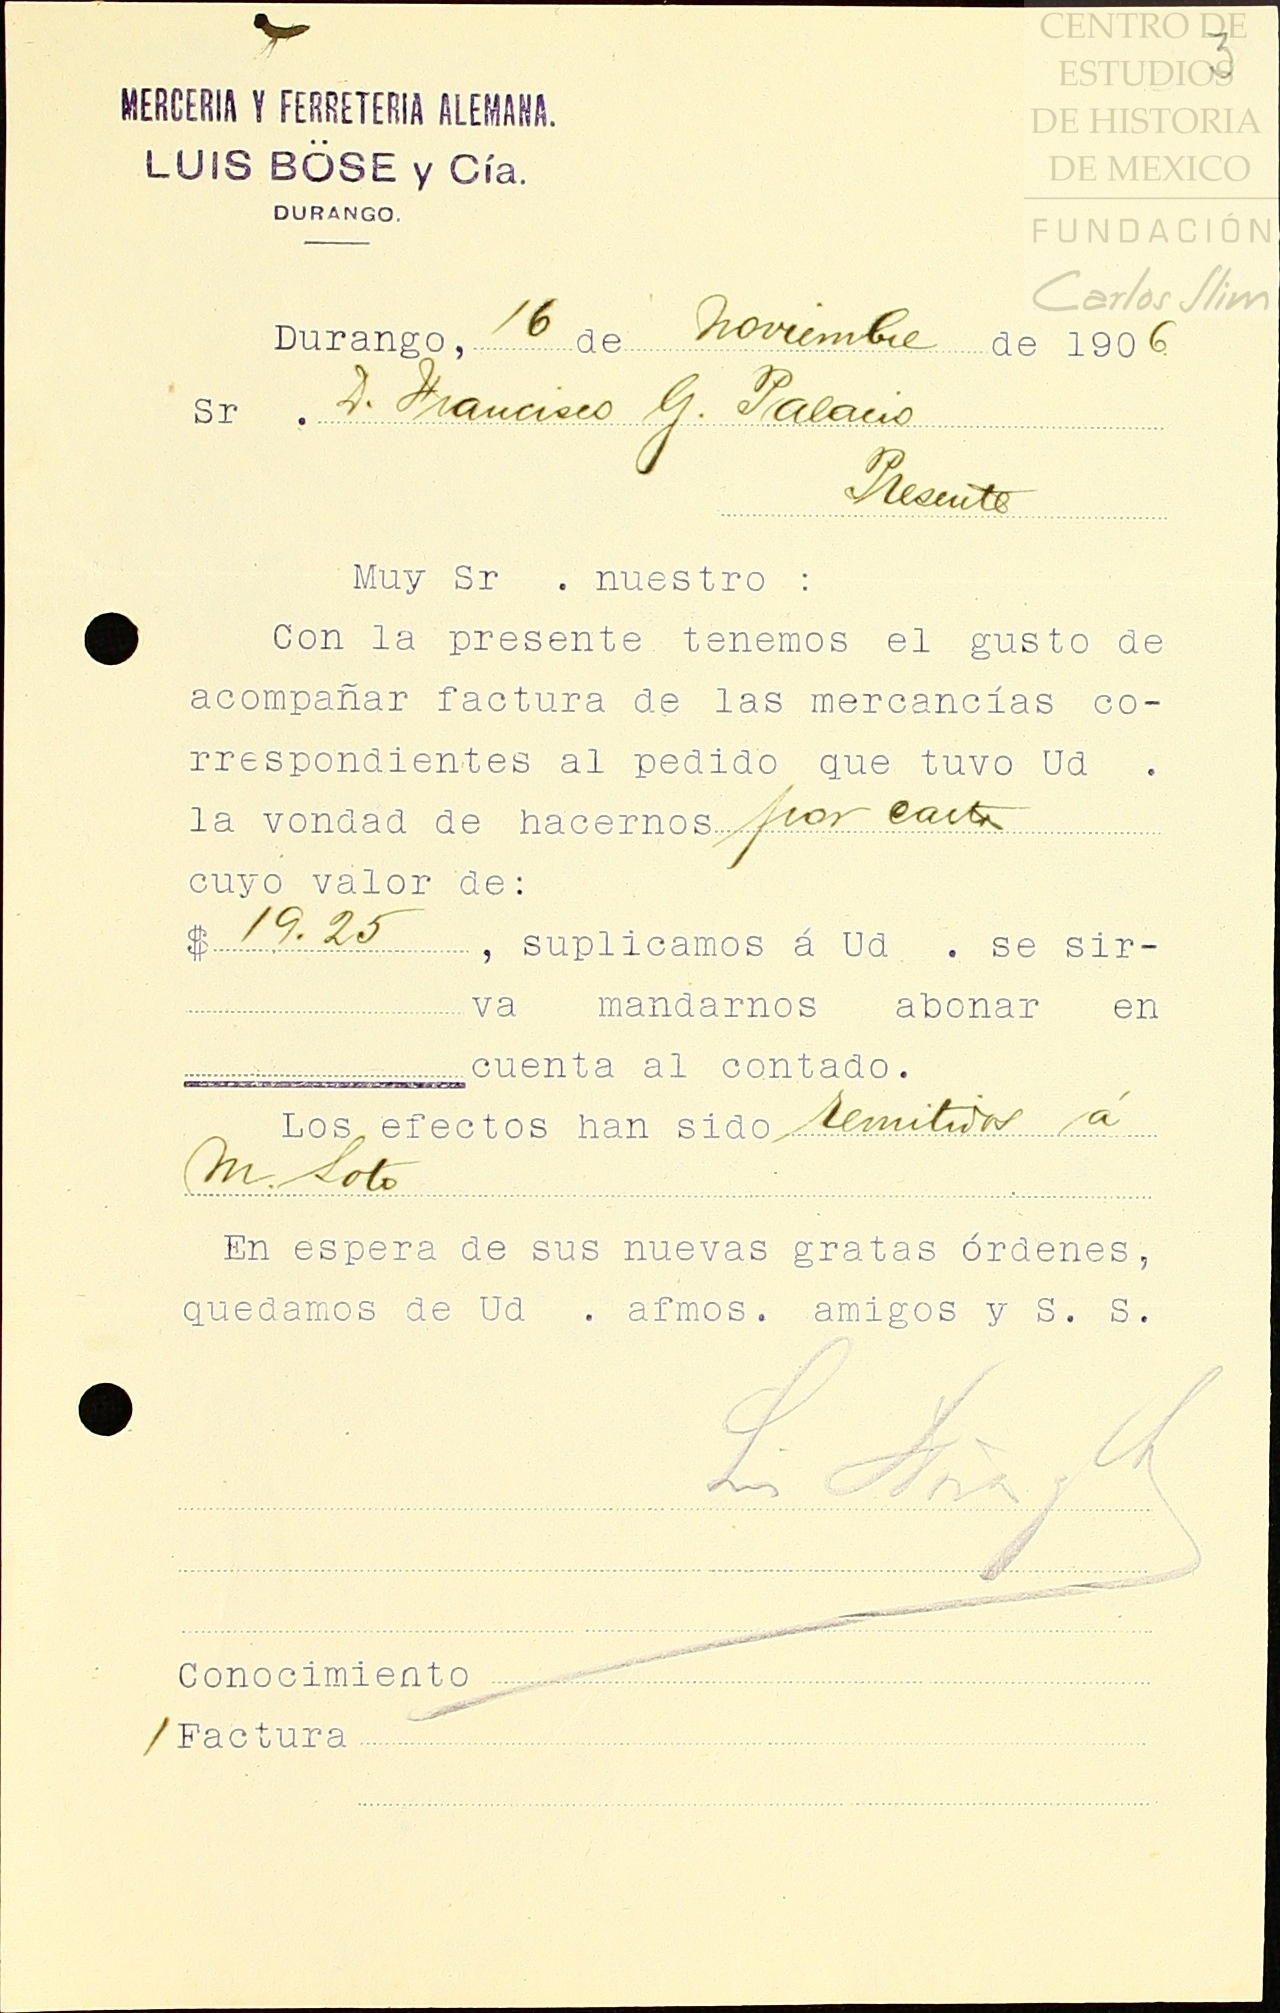 CENTRO DE
ESTUDIOS
DE HISTORIA
DE MEXICO
FUNDACIÓN
Carlos Slim
3
MERCERIA Y FERRETERIA ALEMANA.
LUIS BÖSE y Cía.
DURANGO.
Durango, 16 de Noviembre de 1906
Sr . D. Francisco G. Palacio
Presente
Muy Sr . nuestro :
Con la presente tenemos el gusto de
acompañar factura de las mercancías co-
rrespondientes al pedido que tuvo Ud .
la vondad de hacernos por carta
cuyo valor de:
$ 19.25 , suplicamos á Ud . se sir-
va mandarnos abonar en
cuenta al contado.
Los efectos han sido remitidos á
M. Soto
En espera de sus nuevas gratas órdenes,
quedamos de Ud . afmos. amigos y S. S.
Conocimiento
1 Factura